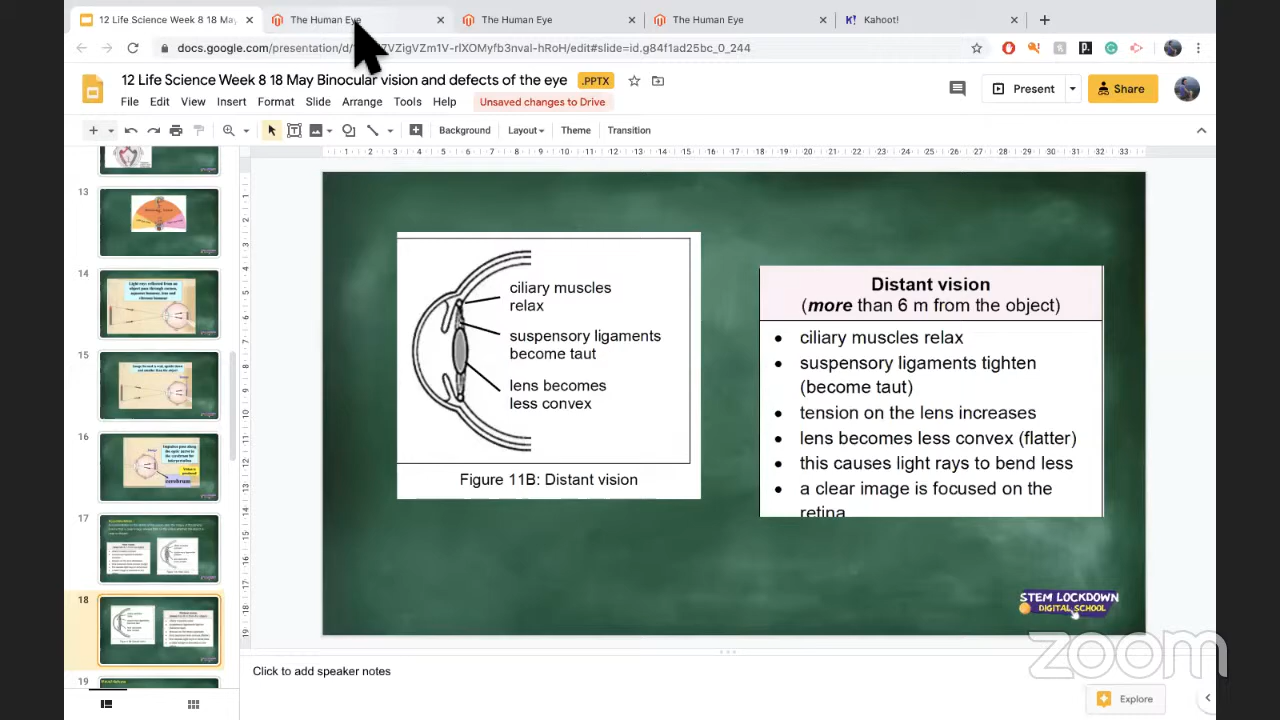 12 Life Science Week 8 18 May
The Human Eye
The Human Eye
The Human Eye
K! Kahoot!
12 Life Science Week 8 18 May Binocular vision and defects of the eye
.PPTX
File Edit View Insert Format Slide Arrange Tools Help
Unsaved changes to Drive
Present
Share
Background Layout Theme Transition
13
14
15
16
cerebrum
17
18
19
ciliary muscles
relax
suspensory ligaments
become taut
lens becomes
less convex
Figure 11B: Distant vision
Distant vision
(more than 6 m from the object)
• ciliary muscles relax
• suspensory ligaments tighten
(become taut)
• tension on the lens increases
• lens becomes less convex (flatter)
• this causes light rays to bend less
• a clear image is focused on the
retina
STEM LOCKDOWN
DIGITAL SCHOOL
Click to add speaker notes
Explore
zoom